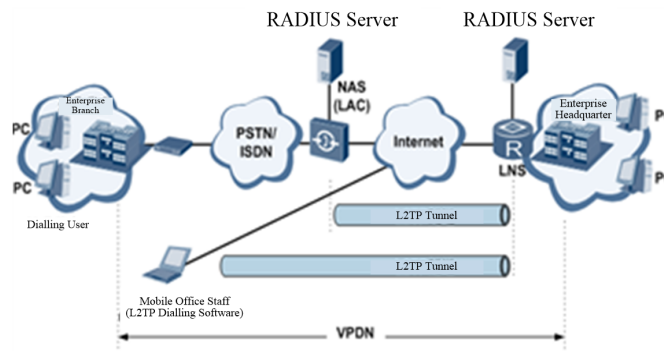 RADIUS Server
RADIUS Server
NAS
(LAC)
Enterprise
Branch
Enterprise
Headquarter
PC
PC
PSTN/
ISDN
Internet
R
LNS
P
P
Dialling User
L2TP Tunnel
L2TP Tunnel
Mobile Office Staff
(L2TP Dialling Software)
VPDN